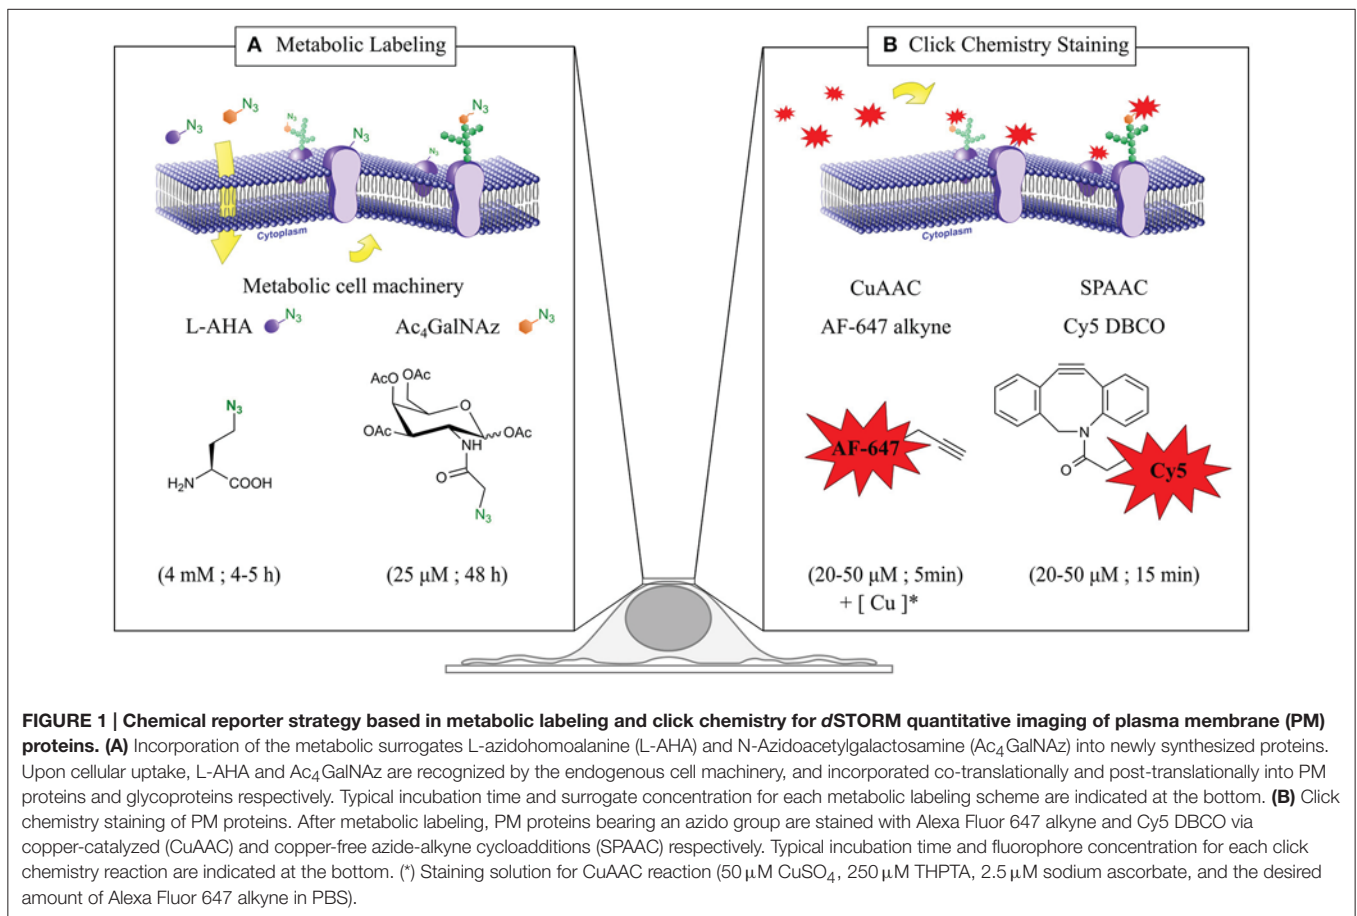 A Metabolic Labeling
N3
N3
N3
N3
N3
N3
Cytoplasm
Metabolic cell machinery
L-AHA
N3
Ac4GalNAz
N3
N3
H2N
COOH
AcO
OAc
O
OAc
OAc
NH
O
N3
(4 mM ; 4-5 h)
(25 μM ; 48 h)
B Click Chemistry Staining
N3
Cytoplasm
CuAAC
SPAAC
AF-647 alkyne
Cy5 DBCO
AF-647
N
O
Cy5
(20-50 μM ; 5min)
+ [ Cu ]*
(20-50 μM ; 15 min)
FIGURE 1 | Chemical reporter strategy based in metabolic labeling and click chemistry for dSTORM quantitative imaging of plasma membrane (PM)
proteins. (A) Incorporation of the metabolic surrogates L-azidohomoalanine (L-AHA) and N-Azidoacetylgalactosamine (Ac4GalNAz) into newly synthesized proteins.
Upon cellular uptake, L-AHA and Ac4GalNAz are recognized by the endogenous cell machinery, and incorporated co-translationally and post-translationally into PM
proteins and glycoproteins respectively. Typical incubation time and surrogate concentration for each metabolic labeling scheme are indicated at the bottom. (B) Click
chemistry staining of PM proteins. After metabolic labeling, PM proteins bearing an azido group are stained with Alexa Fluor 647 alkyne and Cy5 DBCO via
copper-catalyzed (CuAAC) and copper-free azide-alkyne cycloadditions (SPAAC) respectively. Typical incubation time and fluorophore concentration for each click
chemistry reaction are indicated at the bottom. (*) Staining solution for CuAAC reaction (50 μM CuSO4, 250 μM THPTA, 2.5 μM sodium ascorbate, and the desired
amount of Alexa Fluor 647 alkyne in PBS).